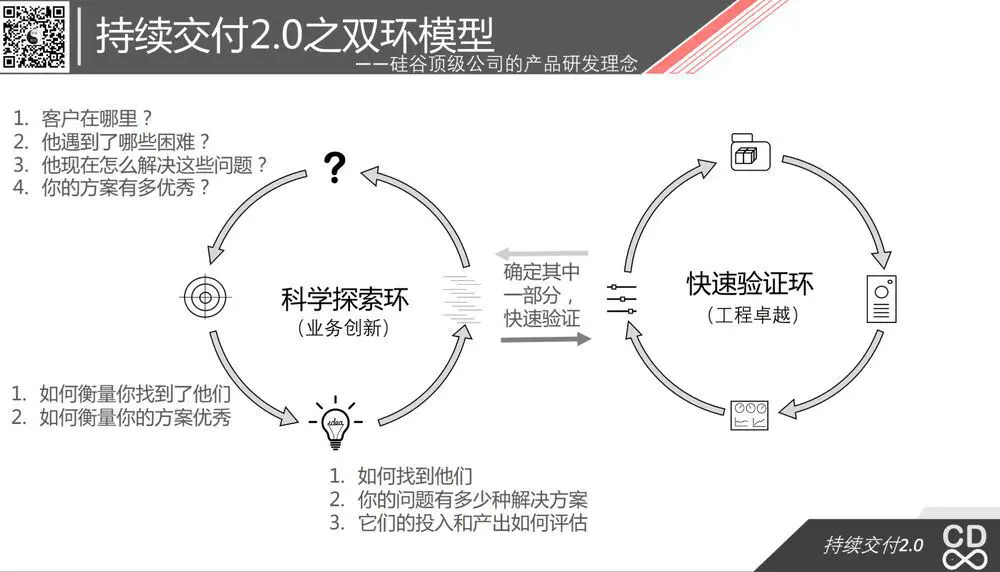 持续交付2.0之双环模型
——硅谷顶级公司的产品研发理念
1. 客户在哪里？
2. 他遇到了哪些困难？
3. 他现在怎么解决这些问题？
4. 你的方案有多优秀？
?
科学探索环
（业务创新）
确定其中
一部分，
快速验证
快速验证环
（工程卓越）
1. 如何衡量你找到了他们
2. 如何衡量你的方案优秀
idea
1. 如何找到他们
2. 你的问题有多少种解决方案
3. 它们的投入和产出如何评估
持续交付2.0
CD